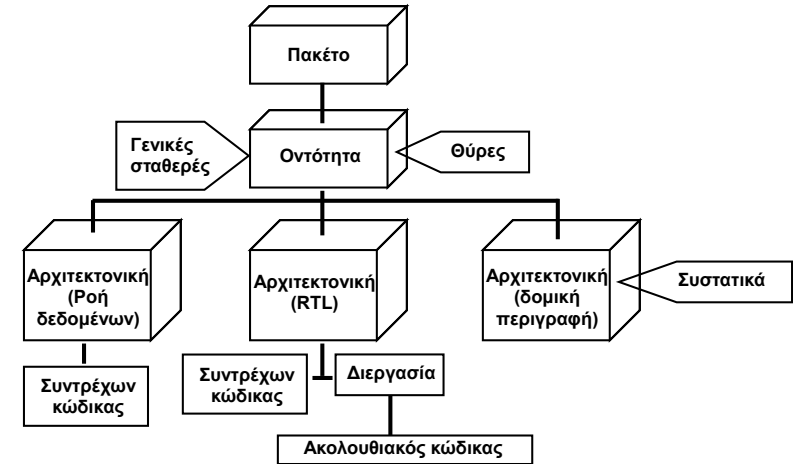 Πακέτο
Γενικές
σταθερές
Οντότητα
Θύρες
Αρχιτεκτονική
(Ροή
δεδομένων)
Αρχιτεκτονική
(RTL)
Αρχιτεκτονική
(δομική
περιγραφή)
Συστατικά
Συντρέχων
κώδικας
Συντρέχων
κώδικας
Διεργασία
Ακολουθιακός κώδικας